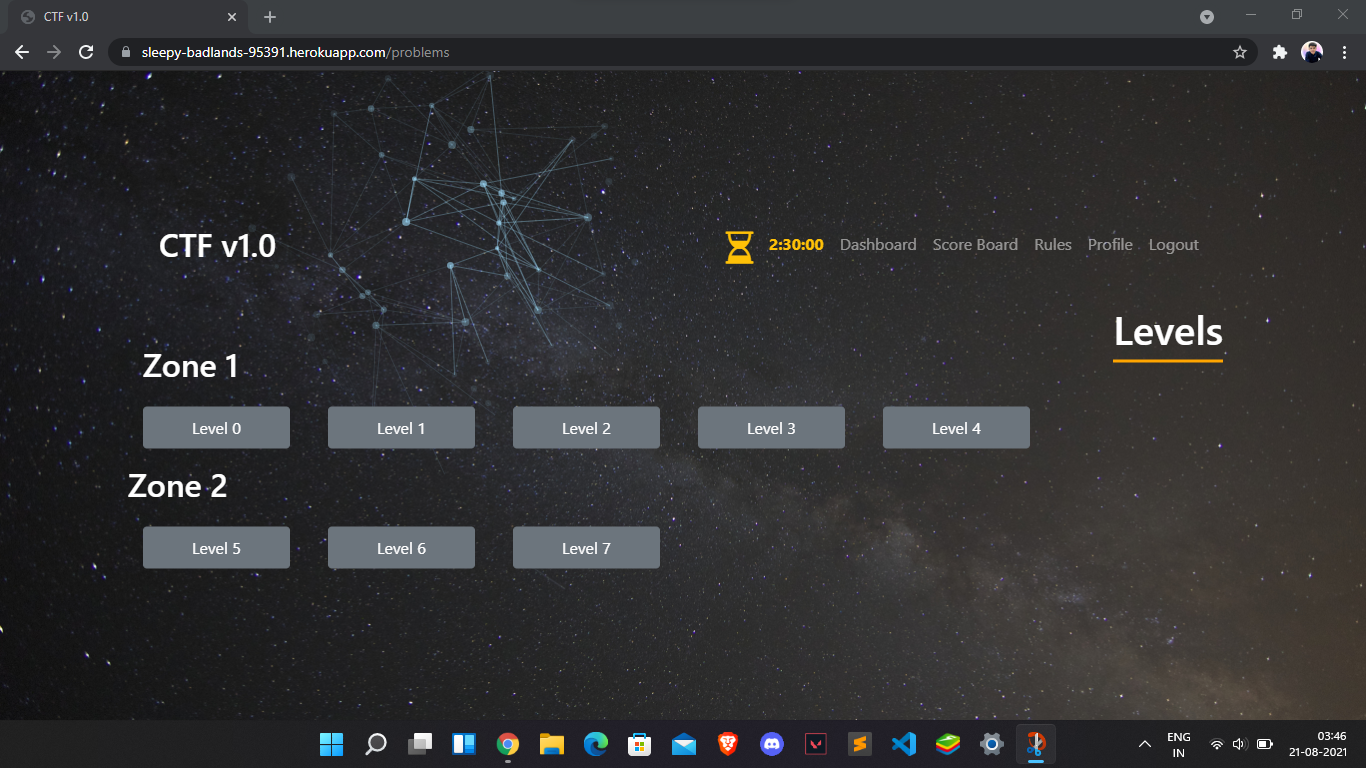 CTF v1.0
sleepy-badlands-95391.herokuapp.com/problems
CTF v1.0
2:30:00 Dashboard Score Board Rules Profile Logout
Levels
Zone 1
Level 0 Level 1 Level 2 Level 3 Level 4
Zone 2
Level 5 Level 6 Level 7
ENG
IN
03:46
21-08-2021